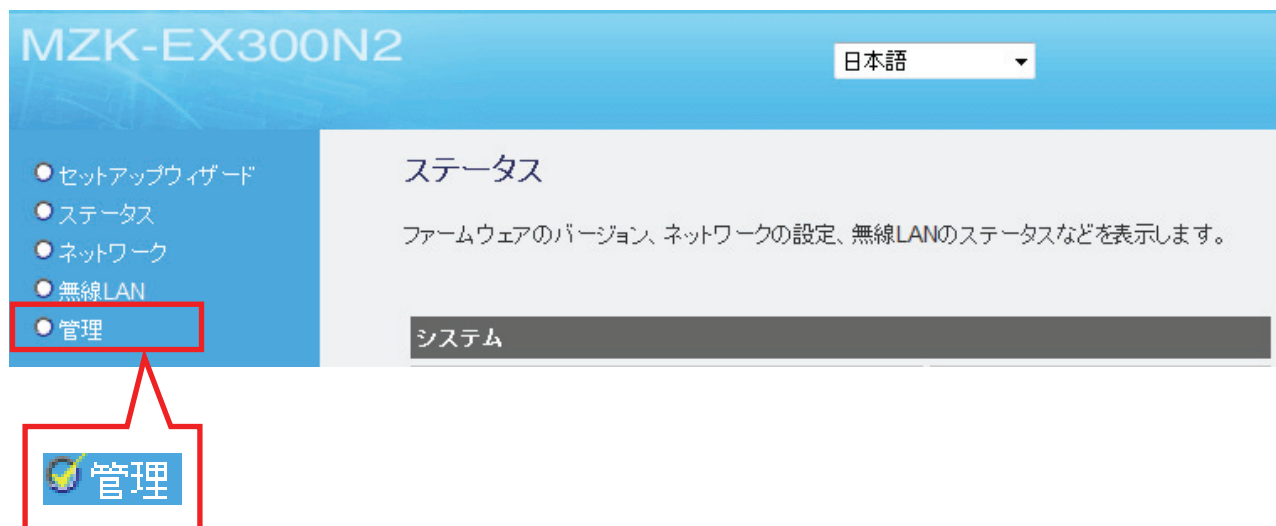 MZK-EX300N2
日本語
セットアップウィザード
ステータス
ネットワーク
無線LAN
管理
ステータス
ファームウェアのバージョン、ネットワークの設定、無線LANのステータスなどを表示します。
システム
管理